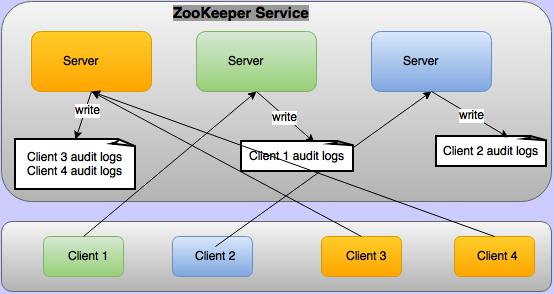 ZooKeeper Service
Server
Server
Server
write
write
write
Client 3 audit logs
Client 4 audit logs
Client 1 audit logs
Client 2 audit logs
Client 1
Client 2
Client 3
Client 4